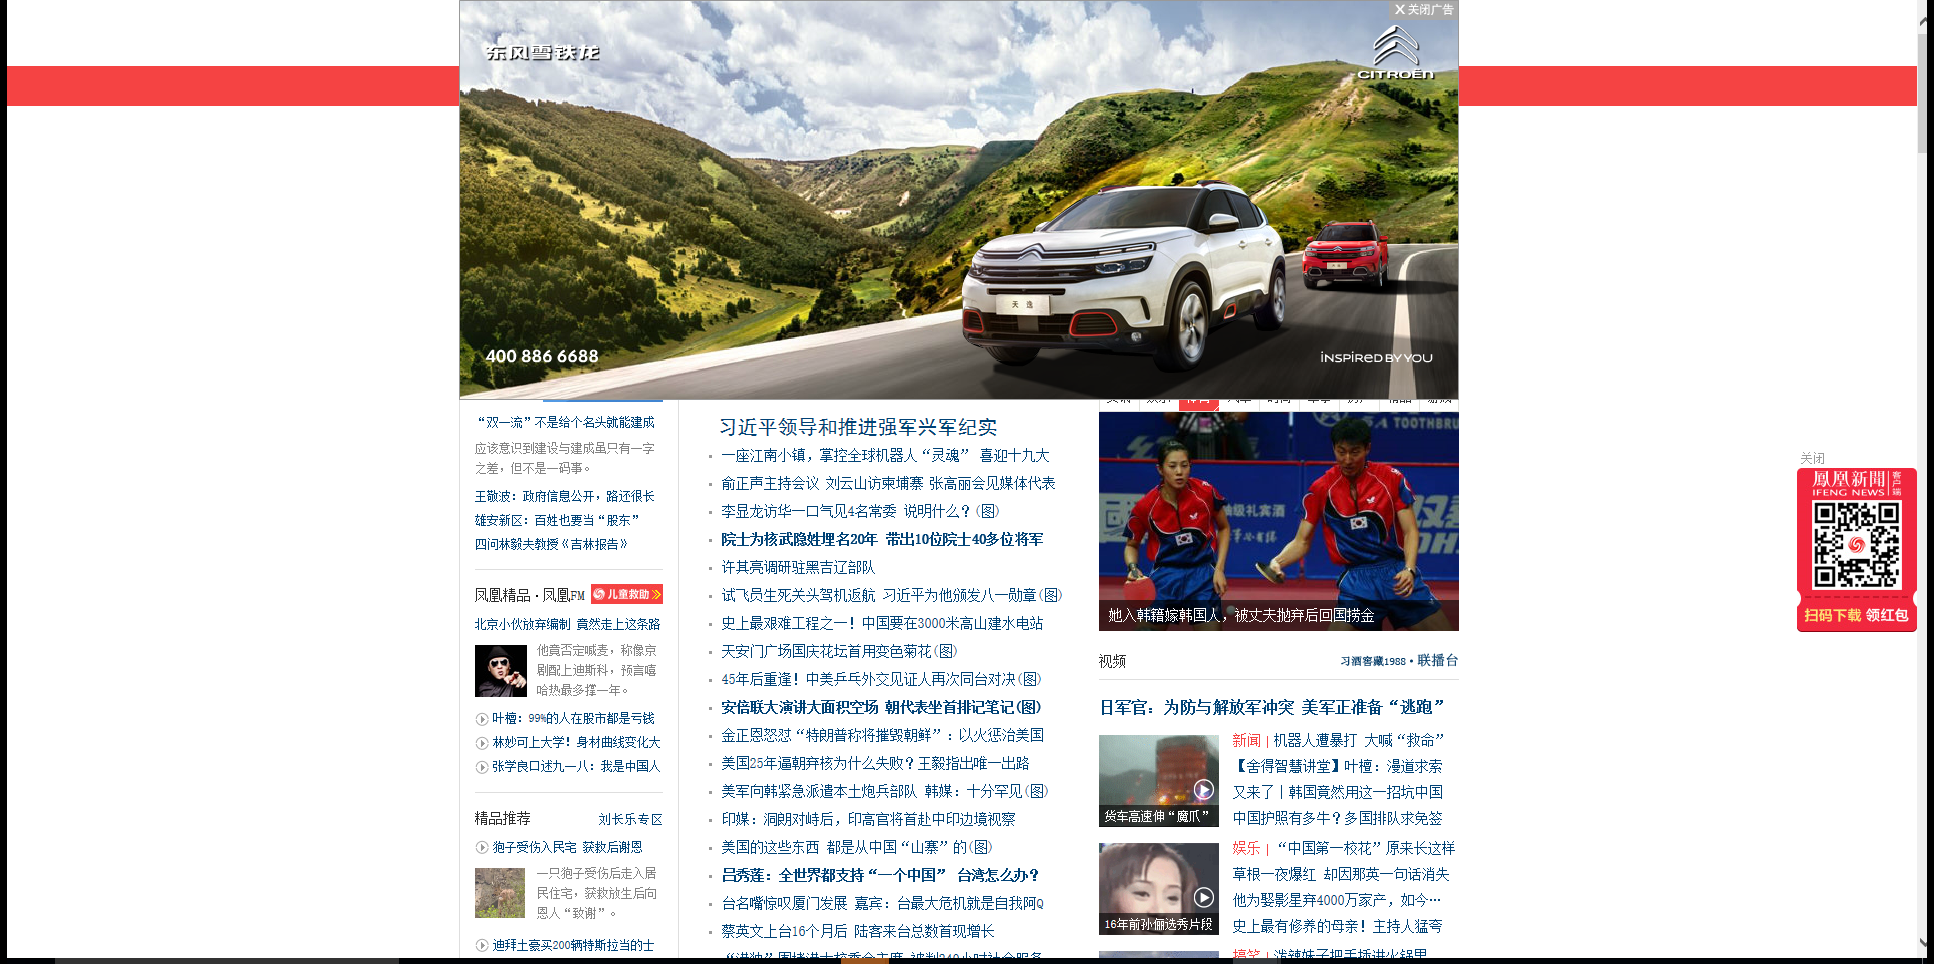 X 关闭广告
东风雪铁龙
CITROËN
天 逸
400 886 6688
INSPIRED BY YOU
“双一流”不是给个名头就能建成
应该意识到建设与建成虽只有一字
之差，但不是一码事。
王敬波：政府信息公开，路还很长
雄安新区：百姓也要当“股东”
四问林毅夫教授《吉林报告》
凤凰精品 · 凤凰FM
儿童救助
北京小伙放弃编制 竟然走上这条路
他竟否定喊麦，称像京
剧配上迪斯科，预言嘻
哈热最多撑一年。
叶檀：99%的人在股市都是亏钱
林妙可上大学！身材曲线变化大
张学良口述九一八：我是中国人
精品推荐
刘长乐专区
狍子受伤入民宅 获救后谢恩
一只狍子受伤后走入居
民住宅，获救放生后向
恩人“致谢”。
迪拜土豪买200辆特斯拉当的士
习近平领导和推进强军兴军纪实
一座江南小镇，掌控全球机器人“灵魂” 喜迎十九大
俞正声主持会议 刘云山访柬埔寨 张高丽会见媒体代表
李显龙访华一口气见4名常委 说明什么？(图)
院士为核武隐姓埋名20年 带出10位院士40多位将军
许其亮调研驻黑吉辽部队
试飞员生死关头驾机返航 习近平为他颁发八一勋章(图)
史上最艰难工程之一！中国要在3000米高山建水电站
天安门广场国庆花坛首用变色菊花(图)
45年后重逢！中美乒乓外交见证人再次同台对决(图)
安倍联大演讲大面积空场 朝代表坐首排记笔记(图)
金正恩怒怼“特朗普称将摧毁朝鲜”：以火惩治美国
美国25年逼朝弃核为什么失败？王毅指出唯一出路
美军向韩紧急派遣本土炮兵部队 韩媒：十分罕见(图)
印媒：洞朗对峙后，印高官将首赴中印边境视察
美国的这些东西 都是从中国“山寨”的(图)
吕秀莲：全世界都支持“一个中国” 台湾怎么办？
台名嘴惊叹厦门发展 嘉宾：台最大危机就是自我阿Q
蔡英文上台16个月后 陆客来台总数首现增长
她入韩籍嫁韩国人，被丈夫抛弃后回国捞金
视频
习酒窖藏1988 · 联播台
日军官：为防与解放军冲突 美军正准备“逃跑”
货车高速伸“魔爪”
新闻 | 机器人遭暴打 大喊“救命”
【舍得智慧讲堂】叶檀：漫道求索
又来了丨韩国竟然用这一招坑中国
中国护照有多牛？多国排队求免签
16年前孙俪选秀片段
娱乐 | “中国第一校花”原来长这样
草根一夜爆红 却因那英一句话消失
他为娶影星弃4000万家产，如今…
史上最有修养的母亲！主持人猛夸
关闭
鳳凰新聞
客户端
IFENG NEWS
扫码下载 领红包